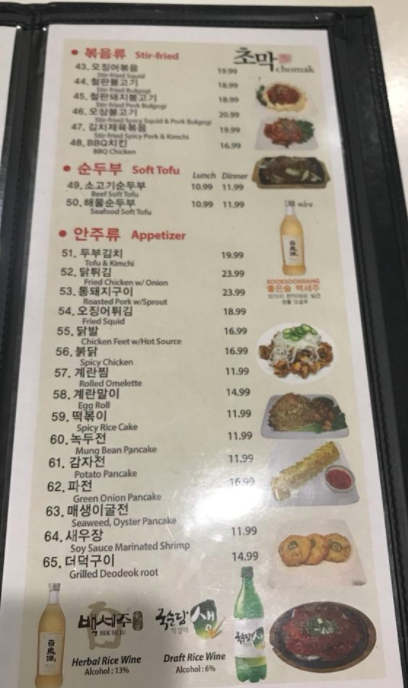 볶음류 Stir-fried
초막 chomak
43. 오징어볶음 19.99
Stir-fried Squid
44. 철판불고기 18.99
Stir-fried Bulgogi
45. 철판돼지불고기 18.99
Stir-fried Pork Bulgogi
46. 오삼불고기 20.99
Stir-fried Spicy Squid & Pork Bulgogi
47. 김치제육볶음 19.99
Stir-fried Spicy Pork & Kimchi
48. BBQ치킨 16.99
BBQ Chicken
순두부 Soft Tofu Lunch Dinner
49. 소고기순두부 10.99 11.99
Beef Soft Tofu
50. 해물순두부 10.99 11.99
Seafood Soft Tofu
안주류 Appetizer
KOOKSOONDANG
좋은술 백세주
51. 두부김치 19.99
Tofu & Kimchi
52. 닭튀김 23.99
Fried Chicken w/ Onion
53. 통돼지구이 23.99
Roasted Pork w/Sprout
54. 오징어튀김 18.99
Fried Squid
55. 닭발 16.99
Chicken Feet w/Hot Source
56. 불닭 16.99
Spicy Chicken
57. 계란찜 11.99
Rolled Omelette
58. 계란말이 14.99
Egg Roll
59. 떡볶이 11.99
Spicy Rice Cake
60. 녹두전 11.99
Mung Bean Pancake
61. 감자전 11.99
Potato Pancake
62. 파전 16.99
Green Onion Pancake
63. 매생이굴전
Seaweed, Oyster Pancake
64. 새우장 11.99
Soy Sauce Marinated Shrimp
65. 더덕구이 14.99
Grilled Deodeok root
백세주
BEK SE JU
국순당 생
막걸리
Herbal Rice Wine
Alcohol : 13%
Draft Rice Wine
Alcohol : 6%